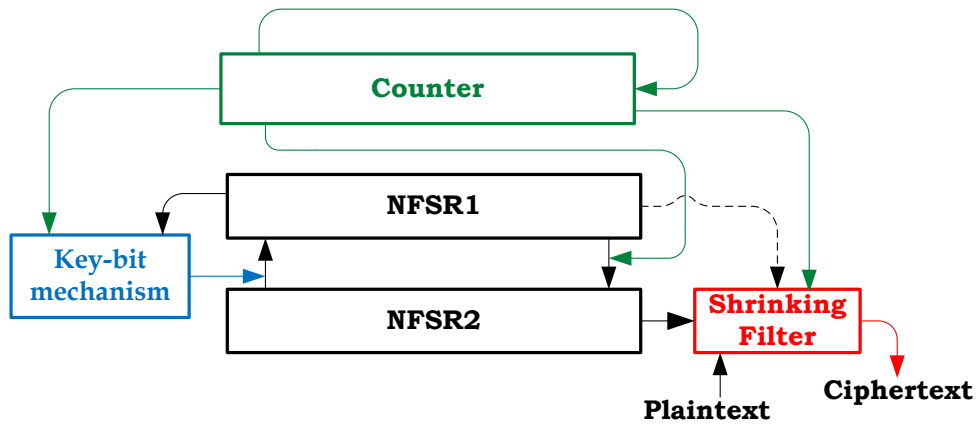 Counter
NFSR1
Key-bit
mechanism
NFSR2
Shrinking
Filter
Plaintext
Ciphertext